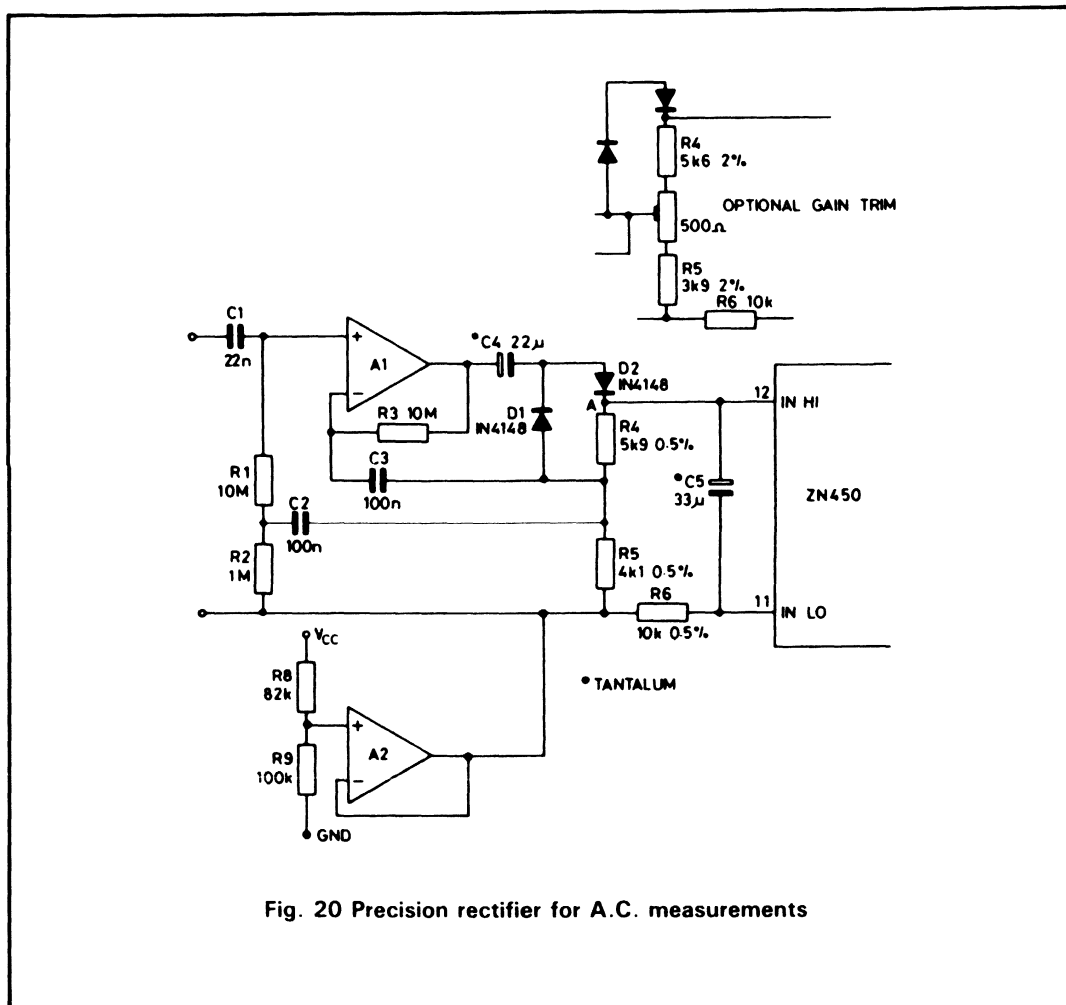 R4
5k6 2%
OPTIONAL GAIN TRIM
500Ω
R5
3k9 2%
R6 10k
C1
22n
+
A1
−
•C4 22μ
D2
IN4148
A
12
IN HI
R3 10M
D1
IN4148
R4
5k9 0.5%
C3
100n
•C5
33μ
ZN450
R1
10M
C2
100n
R2
1M
R5
4k1 0.5%
R6
10k 0.5%
11
IN LO
VCC
•TANTALUM
R8
82k
+
A2
−
R9
100k
GND
Fig. 20 Precision rectifier for A.C. measurements